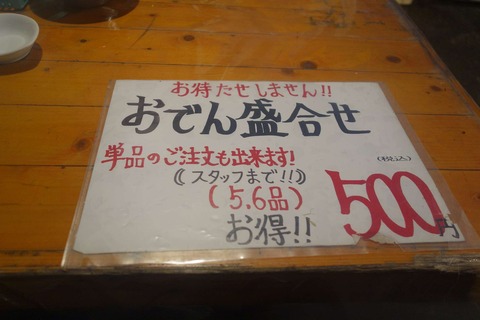 お待たせしません!!
おでん盛合せ
単品のご注文も出来ます!
《スタッフまで!!》
(5,6品)
(税込)
500円
お得!!